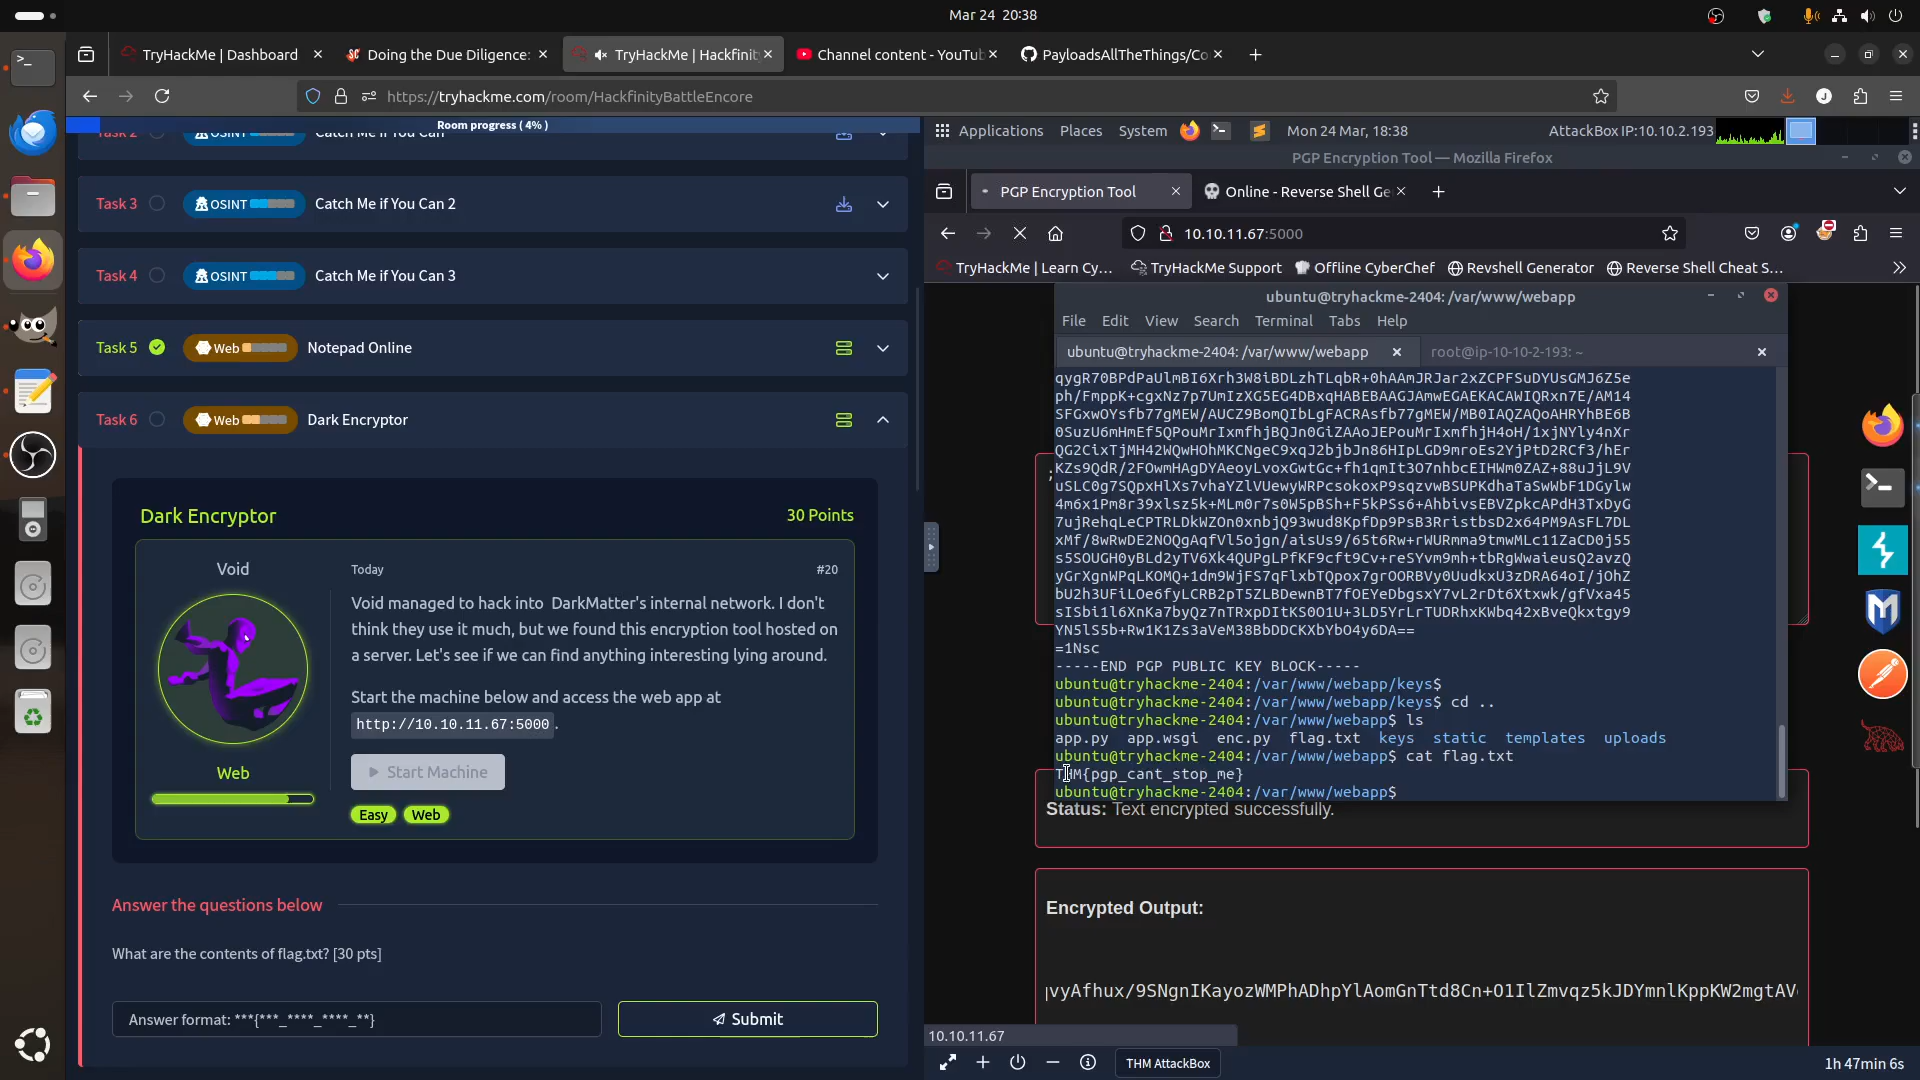 Mar 24 20:38
TryHackMe | Dashboard
Doing the Due Diligence:
TryHackMe | Hackfinit
Channel content - YouTub
PayloadsAllTheThings/Co
https://tryhackme.com/room/HackfinityBattleEncore
Room progress ( 4% )
Task 2 OSINT Catch Me if You Can
Task 3 OSINT Catch Me if You Can 2
Task 4 OSINT Catch Me if You Can 3
Task 5 Web Notepad Online
Task 6 Web Dark Encryptor
Dark Encryptor 30 Points
Void
Today #20
Void managed to hack into DarkMatter's internal network. I don't
think they use it much, but we found this encryption tool hosted on
a server. Let's see if we can find anything interesting lying around.
Start the machine below and access the web app at
http://10.10.11.67:5000 .
Web
Start Machine
Easy Web
Answer the questions below
What are the contents of flag.txt? [30 pts]
Answer format: ***{***_****_****_**}
Submit
Applications Places System Mon 24 Mar, 18:38 AttackBox IP:10.10.2.193
PGP Encryption Tool — Mozilla Firefox
PGP Encryption Tool
Online - Reverse Shell Ge
10.10.11.67:5000
TryHackMe | Learn Cy… TryHackMe Support Offline CyberChef Revshell Generator Reverse Shell Cheat S…
ubuntu@tryhackme-2404: /var/www/webapp
File Edit View Search Terminal Tabs Help
ubuntu@tryhackme-2404: /var/www/webapp root@ip-10-10-2-193: ~
qygR70BPdPaUlmBI6Xrh3W8iBDLzhTLqbR+0hAAmJRJar2xZCPFSuDYUsGMJ6Z5e
ph/FmppK+cgxNz7p7UmIzXG5EG4DBxqHABEBAAGJAmwEGAEKACAWIQRxn7E/AM14
SFGxwOYsfb77gMEW/AUCZ9BomQIbLgFACRAsfb77gMEW/MB0IAQZAQoAHRYhBE6B
0SuzU6mHmEf5QPouMrIxmfhjBQJn0GiZAAoJEPouMrIxmfhjH4oH/1xjNYly4nXr
QG2CixTjMH42WQwHOhMKCNgeC9xqJ2bjbJn86HIpLGD9mroEs2YjPtD2RCf3/hEr
KZs9QdR/2FOwmHAgDYAeoyLvoxGwtGc+fh1qmIt3O7nhbcEIHWm0ZAZ+88uJjL9V
uSLC0g7SQpxHlXs7vhaYZlVUewyWRPcsokoxP9sqzvwBSUPKdhaTaSwWbF1DGylw
4m6x1Pm8r39xlsz5k+MLm0r7s0W5pBSh+F5kPSs6+AhbivsEBVZpkcAPdH3TxDyG
7ujRehqLeCPTRLDkWZOn0xnbjQ93wud8KpfDp9PsB3RristbsD2x64PM9AsFL7DL
xMf/8wRwDE2NOQgAqfVl5ojgn/aisUs9/65t6Rw+rWURmma9tmwMLc11ZaCD0j55
s5SOUGH0yBLd2yTV6Xk4QUPgLPfKF9cft9Cv+reSYvm9mh+tbRgWwaieusQ2avzQ
yGrXgnWPqLKOMQ+1dm9WjFS7qFlxbTQpox7grOORBVy0UudkxU3zDRA64oI/jOhZ
bU2h3UFiLOe6fyLCRB2pT5ZLBDewnBT7fOEYeDbgsxY7vL2rDt6Xtxwk/gfVxa45
sISbi1l6XnKa7byQz7nTRxpDItKS0O1U+3LD5YrLrTUDRhxKWbq42xBveQkxtgy9
YN5lS5b+Rw1K1Zs3aVeM38BbDDCKXbYbO4y6DA==
=1Nsc
-----END PGP PUBLIC KEY BLOCK-----
ubuntu@tryhackme-2404:/var/www/webapp/keys$
ubuntu@tryhackme-2404:/var/www/webapp/keys$ cd ..
ubuntu@tryhackme-2404:/var/www/webapp$ ls
app.py app.wsgi enc.py flag.txt keys static templates uploads
ubuntu@tryhackme-2404:/var/www/webapp$ cat flag.txt
THM{pgp_cant_stop_me}
ubuntu@tryhackme-2404:/var/www/webapp$
Status: Text encrypted successfully.
Encrypted Output:
vyAfhux/9SNgnIKayozWMPhADhpYlAomGnTtd8Cn+O1IlZmvqz5kJDYmnlKppKW2mgtAV
10.10.11.67
THM AttackBox
1h 47min 6s